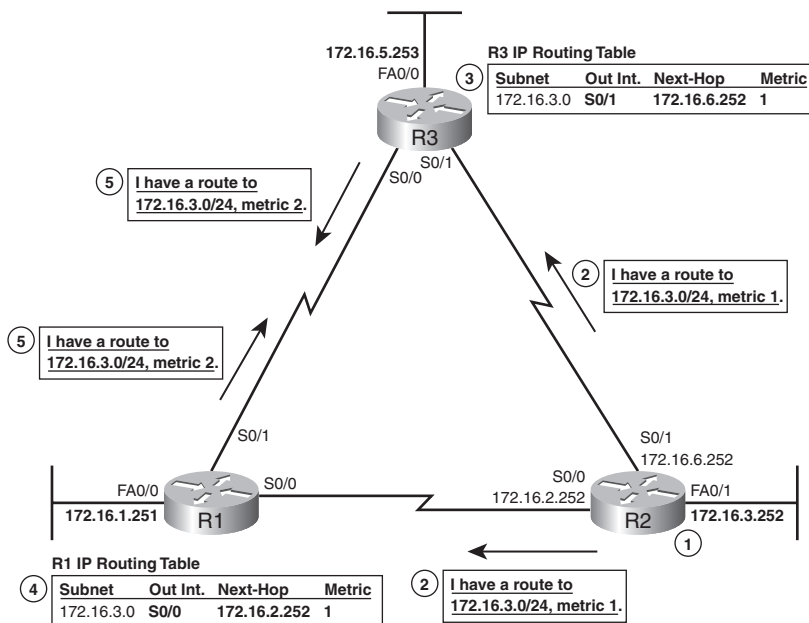 172.16.5.253
FA0/0
R3 IP Routing Table
3
Subnet Out Int. Next-Hop Metric
172.16.3.0 S0/1 172.16.6.252 1
R3
S0/1
S0/0
5
I have a route to
172.16.3.0/24, metric 2.
2
I have a route to
172.16.3.0/24, metric 1.
5
I have a route to
172.16.3.0/24, metric 2.
S0/1
S0/1
172.16.6.252
FA0/0
172.16.1.251
R1
S0/0
S0/0
172.16.2.252
R2
FA0/1
172.16.3.252
1
R1 IP Routing Table
4
Subnet Out Int. Next-Hop Metric
172.16.3.0 S0/0 172.16.2.252 1
2
I have a route to
172.16.3.0/24, metric 1.